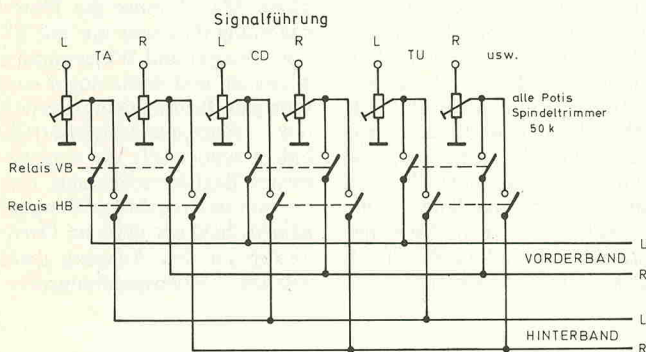 Signalführung
L TA R L CD R L TU R usw.
alle Potis
Spindeltrimmer
50 k
Relais VB
Relais HB
L
VORDERBAND
R
L
HINTERBAND
R